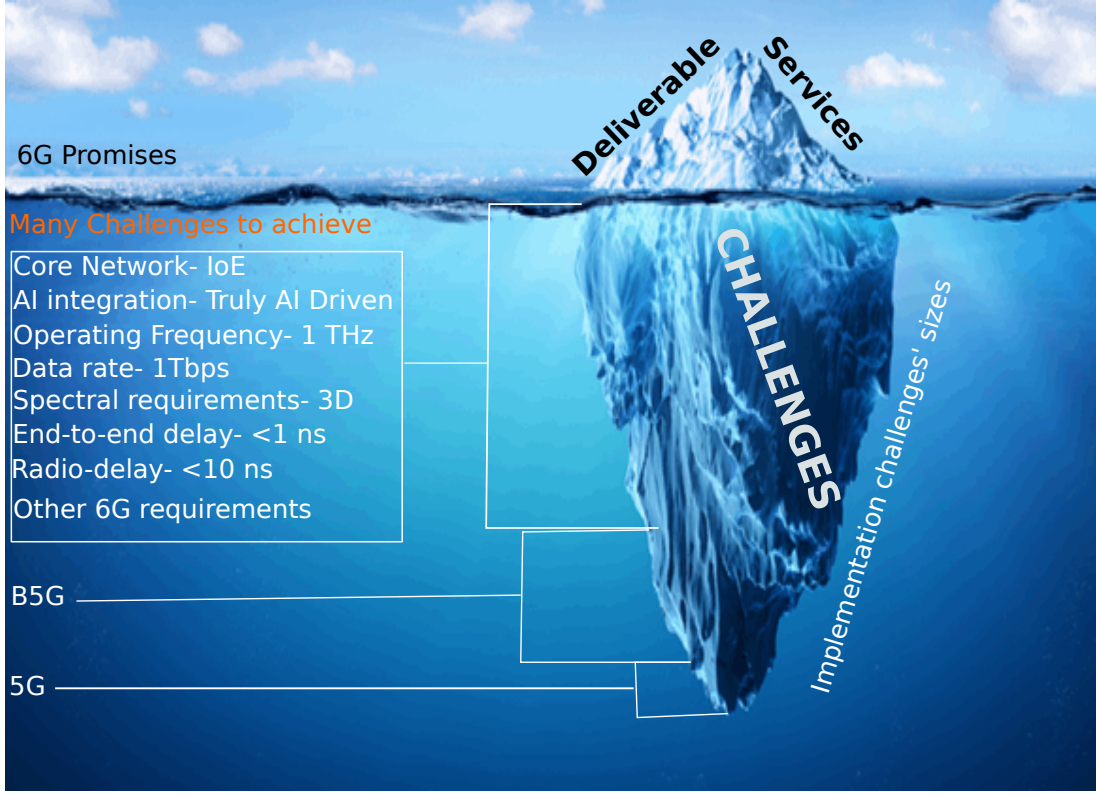 Deliverable
Services
6G Promises
Many Challenges to achieve
Core Network- IoE
AI integration- Truly AI Driven
Operating Frequency- 1 THz
Data rate- 1Tbps
Spectral requirements- 3D
End-to-end delay- <1 ns
Radio-delay- <10 ns
Other 6G requirements
CHALLENGES
Implementation challenges' sizes
B5G
5G